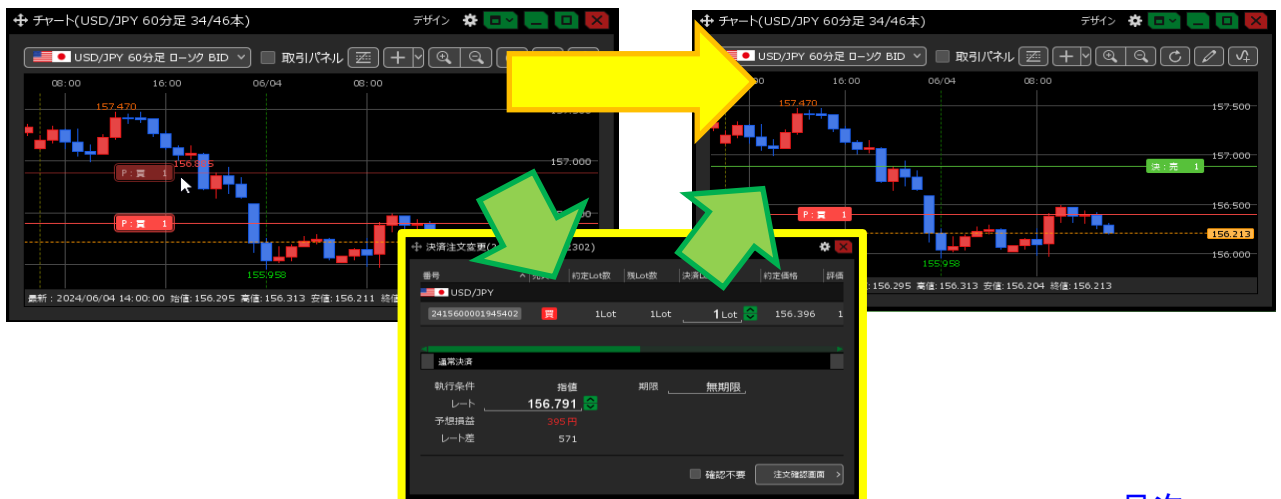 チャート(USD/JPY 60分足 34/46本)
デザイン
USD/JPY 60分足 ローソク BID
取引パネル
08:00 16:00 06/04 08:00
157.470
157.000
P:買 1
P:買 1
155.958
最新:2024/06/04 14:00:00 始値:156.295 高値:156.313 安値:156.211
チャート(USD/JPY 60分足 34/46本)
デザイン
USD/JPY 60分足 ローソク BID
取引パネル
16:00 06/04 08:00
157.470
157.500
157.000
決:売 1
P:買 1
156.500
156.213
156.000
155.958
:156.295 高値:156.313 安値:156.204 終値:156.213
決済注文変更(2
302)
番号 約定Lot数 残Lot数 約定価格 評価
USD/JPY
2415600001945402 買 1Lot 1Lot 1 Lot 156.396 1
通常決済
執行条件 指値 期限 無期限
レート 156.791
予想損益 395円
レート差 571
確認不要 注文確認画面